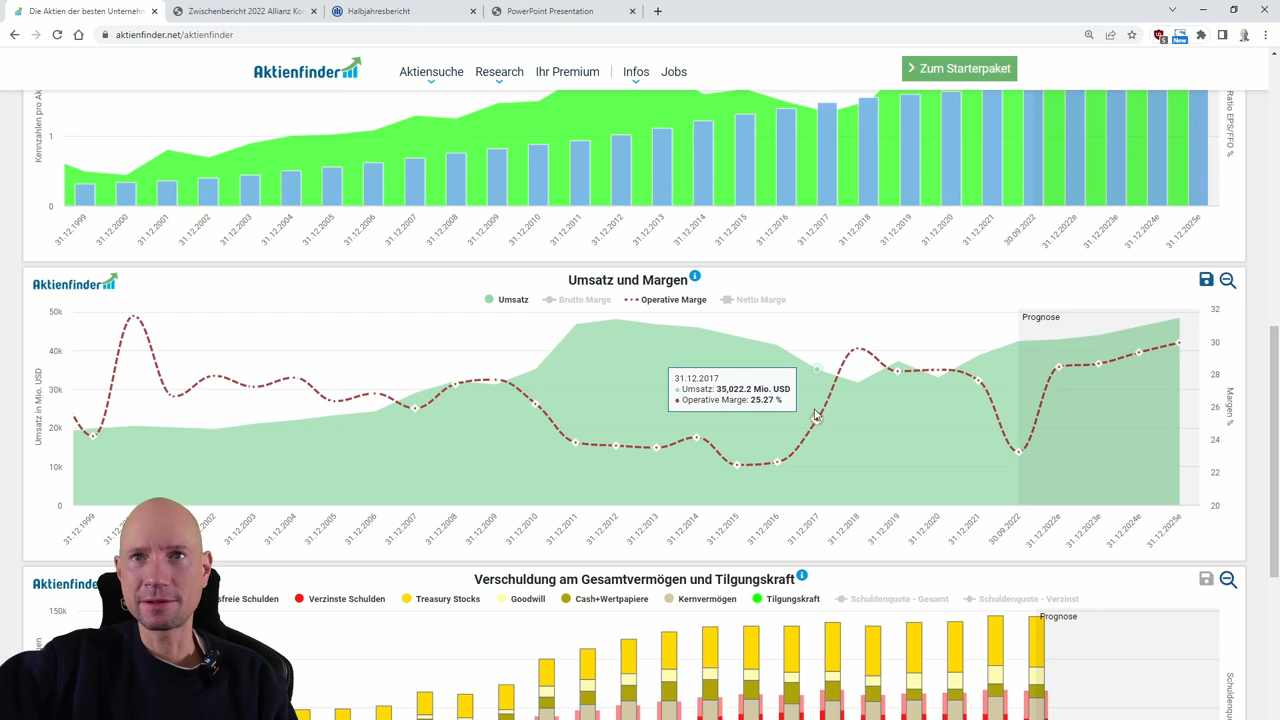 Die Aktien der besten Unternehm
Zwischenbericht 2022 Allianz Kon
Halbjahresbericht
PowerPoint Presentation
aktienfinder.net/aktienfinder
5
New
Aktienfinder
Aktiensuche
Research
Ihr Premium
Infos
Jobs
Zum Starterpaket
Kennzahlen pro Ak
Ratio EPS/FFO %
1
0
31.12.1999
31.12.2000
31.12.2001
31.12.2002
31.12.2003
31.12.2004
31.12.2005
31.12.2006
31.12.2007
31.12.2008
31.12.2009
31.12.2010
31.12.2011
31.12.2012
31.12.2013
31.12.2014
31.12.2015
31.12.2016
31.12.2017
31.12.2018
31.12.2019
31.12.2020
31.12.2021
30.09.2022
31.12.2022e
31.12.2023e
31.12.2024e
31.12.2025e
Aktienfinder
Umsatz und Margen
Umsatz
Brutto Marge
Operative Marge
Netto Marge
Umsatz in Mio. USD
50k
40k
30k
20k
10k
0
Prognose
31.12.2017
Umsatz: 35,022.2 Mio. USD
Operative Marge: 25.27 %
32
30
28
26
24
22
20
Margen %
31.12.1999
31.12.2002
31.12.2003
31.12.2004
31.12.2005
31.12.2006
31.12.2007
31.12.2008
31.12.2009
31.12.2010
31.12.2011
31.12.2012
31.12.2013
31.12.2014
31.12.2015
31.12.2016
31.12.2017
31.12.2018
31.12.2019
31.12.2020
31.12.2021
30.09.2022
31.12.2022e
31.12.2023e
31.12.2024e
31.12.2025e
Aktienfinde
Verschuldung am Gesamtvermögen und Tilgungskraft
sfreie Schulden
Verzinste Schulden
Treasury Stocks
Goodwill
Cash+Wertpapiere
Kernvermögen
Tilgungskraft
Schuldenquote - Gesamt
Schuldenquote - Verzinst
150k
Prognose
Schuldenquote